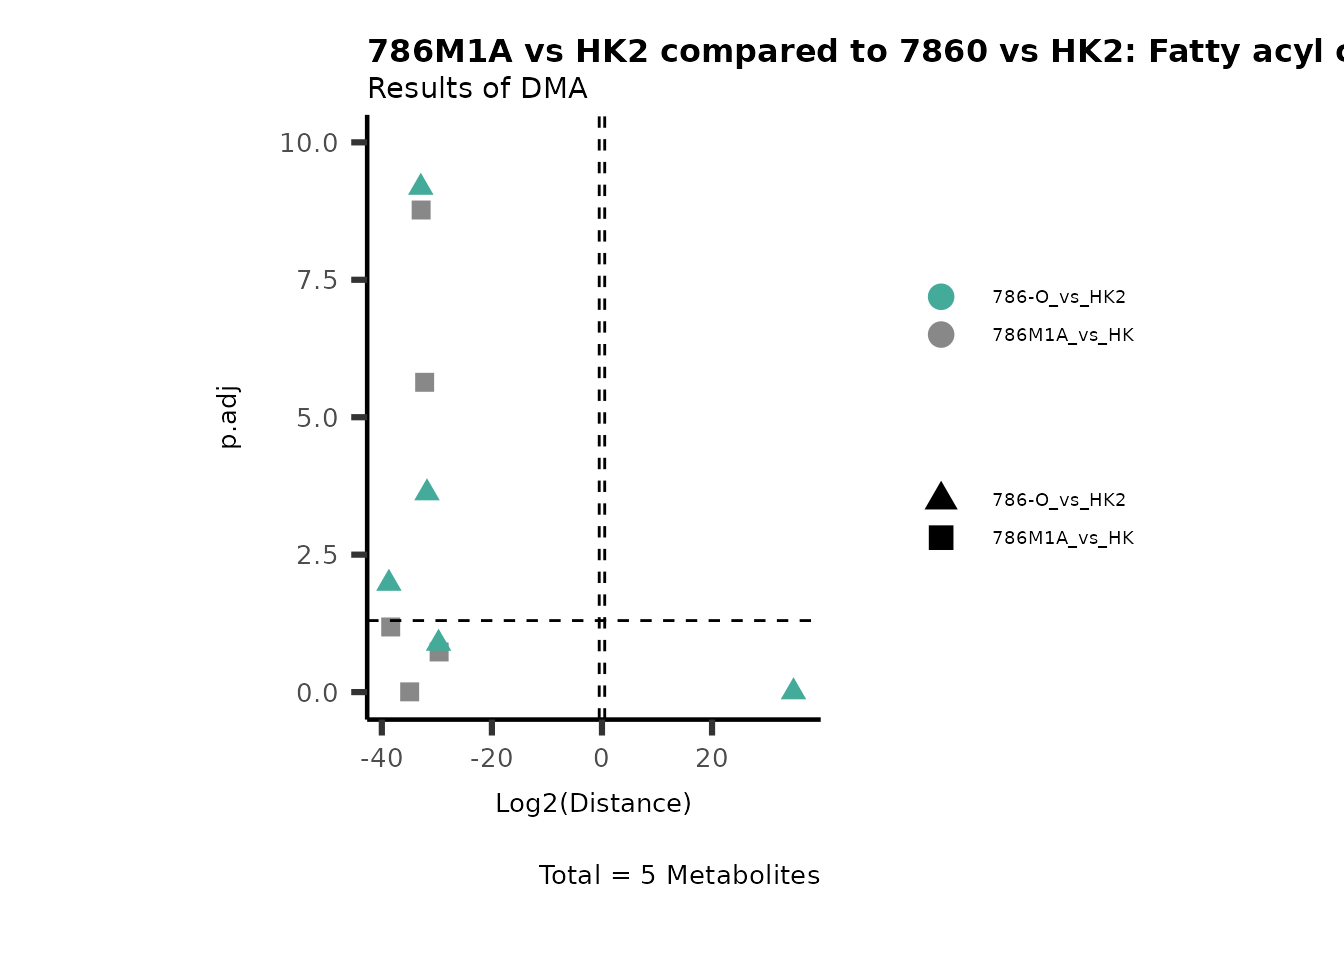 786M1A vs HK2 compared to 7860 vs HK2: Fatty acyl
Results of DMA
10.0
7.5
5.0
2.5
0.0
p.adj
-40
-20
0
20
Log2(Distance)
786-O_vs_HK2
786M1A_vs_HK
786-O_vs_HK2
786M1A_vs_HK
Total = 5 Metabolites